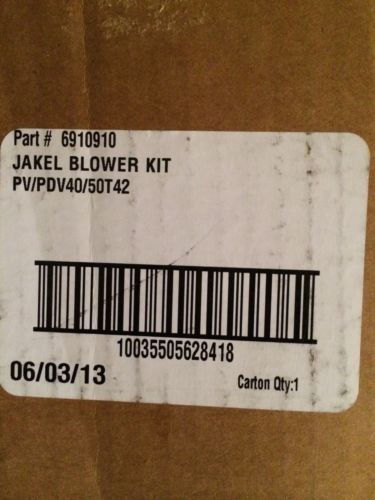 Part # 6910910
JAKEL BLOWER KIT
PV/PDV40/50T42
10035505628418
06/03/13 Carton Qty:1